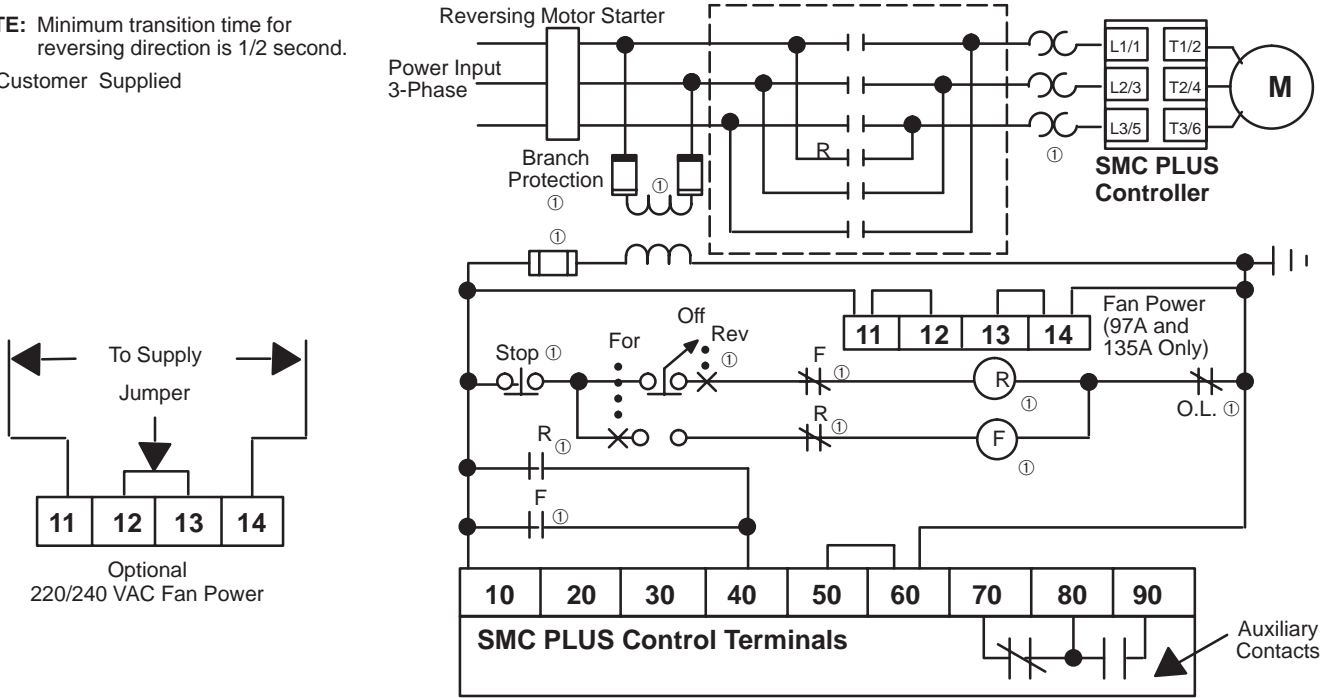 TE: Minimum transition time for
reversing direction is 1/2 second.
Customer Supplied
Reversing Motor Starter
Power Input
3-Phase
Branch
Protection
①
①
①
R
①
L1/1
T1/2
L2/3
T2/4
L3/5
T3/6
M
SMC PLUS
Controller
11
12
13
14
Fan Power
(97A and
135A Only)
Stop ①
For
Off
Rev
①
F
①
R
①
O.L. ①
R
①
F
①
R
①
F
①
10
20
30
40
50
60
70
80
90
SMC PLUS Control Terminals
Auxiliary
Contacts
To Supply
Jumper
11
12
13
14
Optional
220/240 VAC Fan Power